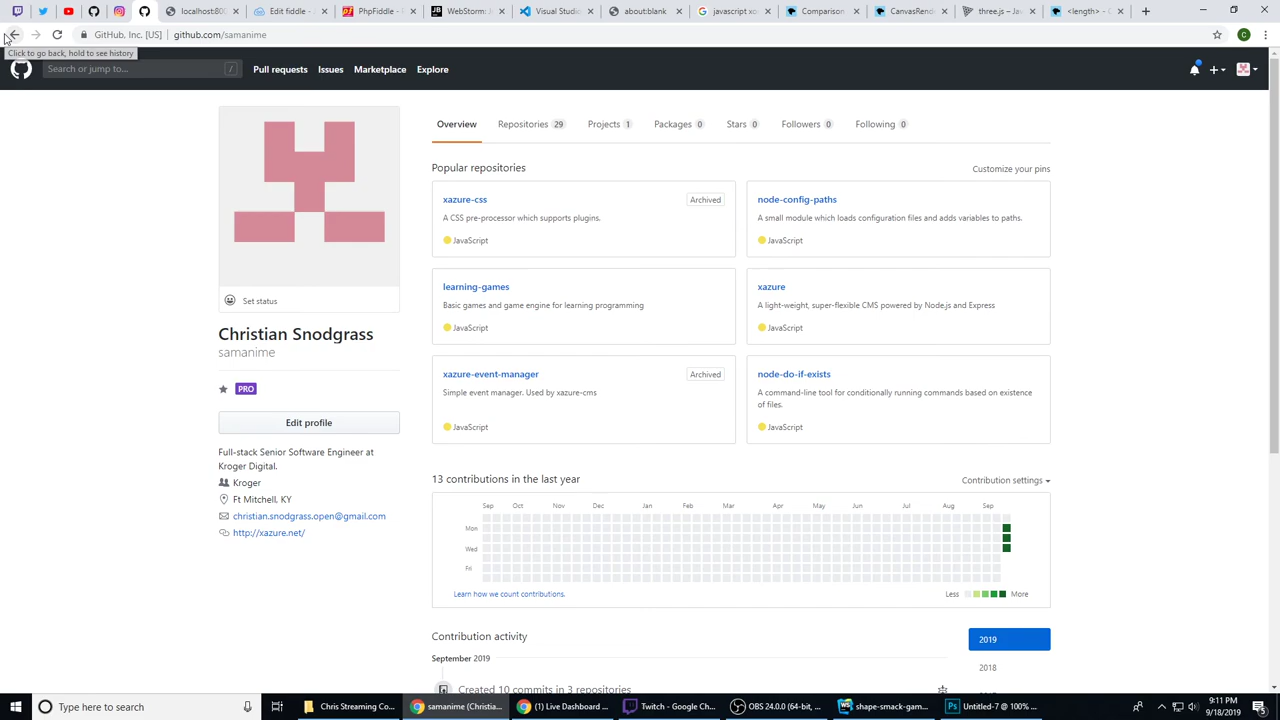 localhost:800
Edit fiddle - 
PhpFiddle - 
WebStorm: 
Visual Studi
about:blank
javascript xo
Comparison
CanvasRende
three.js - Jav
<length> - C
GitHub, Inc. [US] | github.com/samanime
Click to go back, hold to see history
Search or jump to... /
Pull requests Issues Marketplace Explore
Overview Repositories 29 Projects 1 Packages 0 Stars 0 Followers 0 Following 0
Popular repositories Customize your pins
xazure-css Archived
A CSS pre-processor which supports plugins.
JavaScript
node-config-paths
A small module which loads configuration files and adds variables to paths.
JavaScript
learning-games
Basic games and game engine for learning programming
JavaScript
xazure
A light-weight, super-flexible CMS powered by Node.js and Express
JavaScript
xazure-event-manager Archived
Simple event manager. Used by xazure-cms
JavaScript
node-do-if-exists
A command-line tool for conditionally running commands based on existence
of files.
JavaScript
Set status
Christian Snodgrass
samanime
PRO
Edit profile
Full-stack Senior Software Engineer at
Kroger Digital.
Kroger
Ft Mitchell, KY
christian.snodgrass.open@gmail.com
http://xazure.net/
13 contributions in the last year Contribution settings
Sep Oct Nov Dec Jan Feb Mar Apr May Jun Jul Aug Sep
Mon
Wed
Fri
Learn how we count contributions. Less More
Contribution activity
2019
September 2019
2018
Created 10 commits in 3 repositories
Type here to search
Chris Streaming Co...
samanime (Christia...
(1) Live Dashboard ...
Twitch - Google Ch...
OBS 24.0.0 (64-bit, ...
shape-smack-gam...
Untitled-7 @ 100% ...
9:11 PM
9/18/2019
5